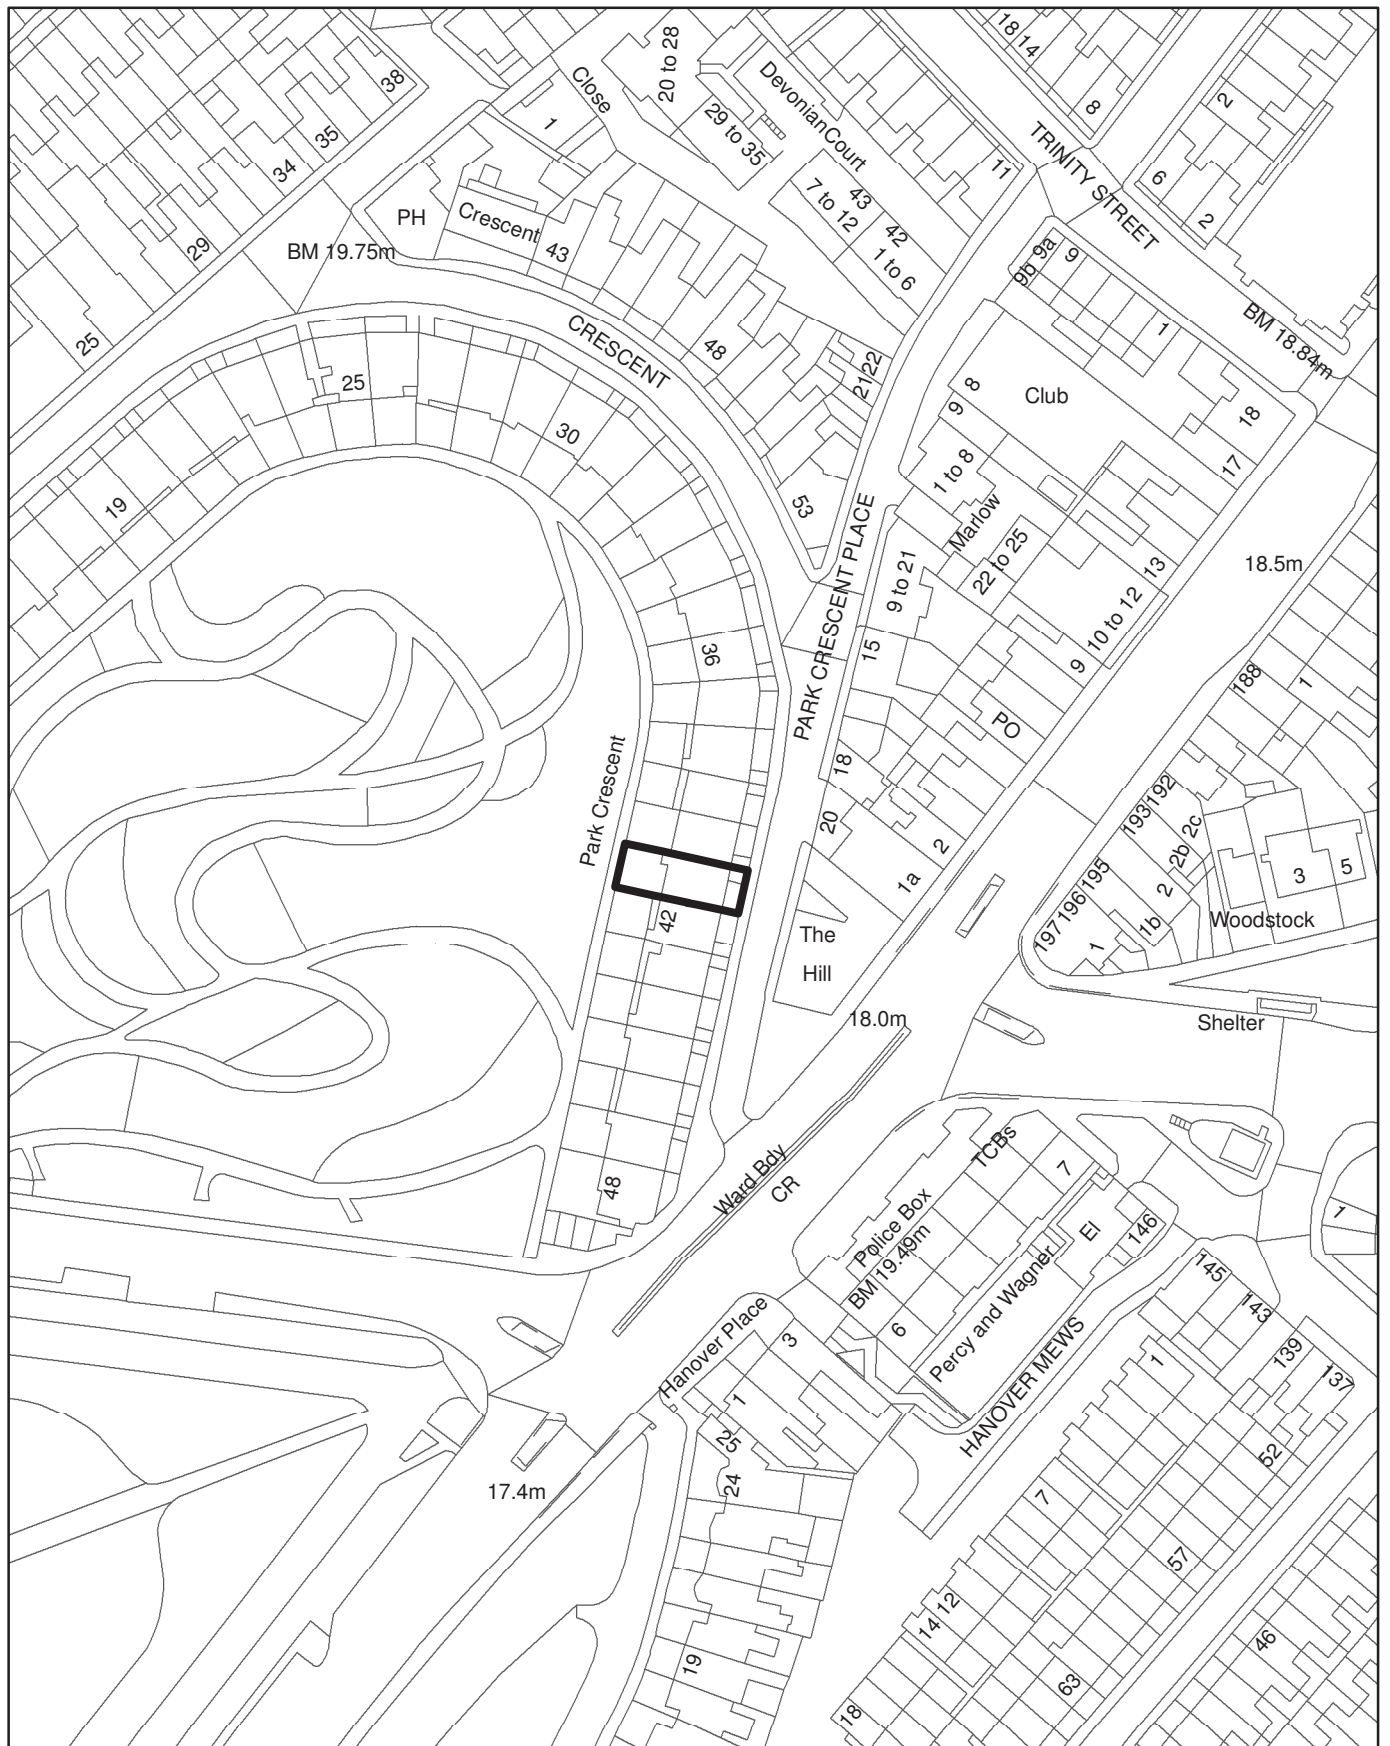 18
14
8
2
6
2
TRINITY STREET
BM 18.84m
38
35
34
29
25
Close
20 to 28
29 to 35
Devonian Court
1
11
43
7 to 12
42
1 to 6
PH
Crescent
43
BM 19.75m
CRESCENT
48
21
22
53
9b
9a
9
1
Club
8
9
1 to 8
18
17
Marlow
22 to 25
13
10 to 12
9
18.5m
25
30
19
36
PARK CRESCENT PLACE
9 to 21
15
PO
18
20
2
1a
188
1
192
193
195
196
197
2c
2b
2
1b
1
3
5
Woodstock
Park Crescent
42
The
Hill
18.0m
Shelter
48
Ward Bdy
CR
TCBs
7
Police Box
BM 19.49m
El
146
145
143
139
137
1
Percy and Wagner
6
HANOVER MEWS
Hanover Place
3
1
25
24
17.4m
1
7
52
57
12
14
19
18
63
46